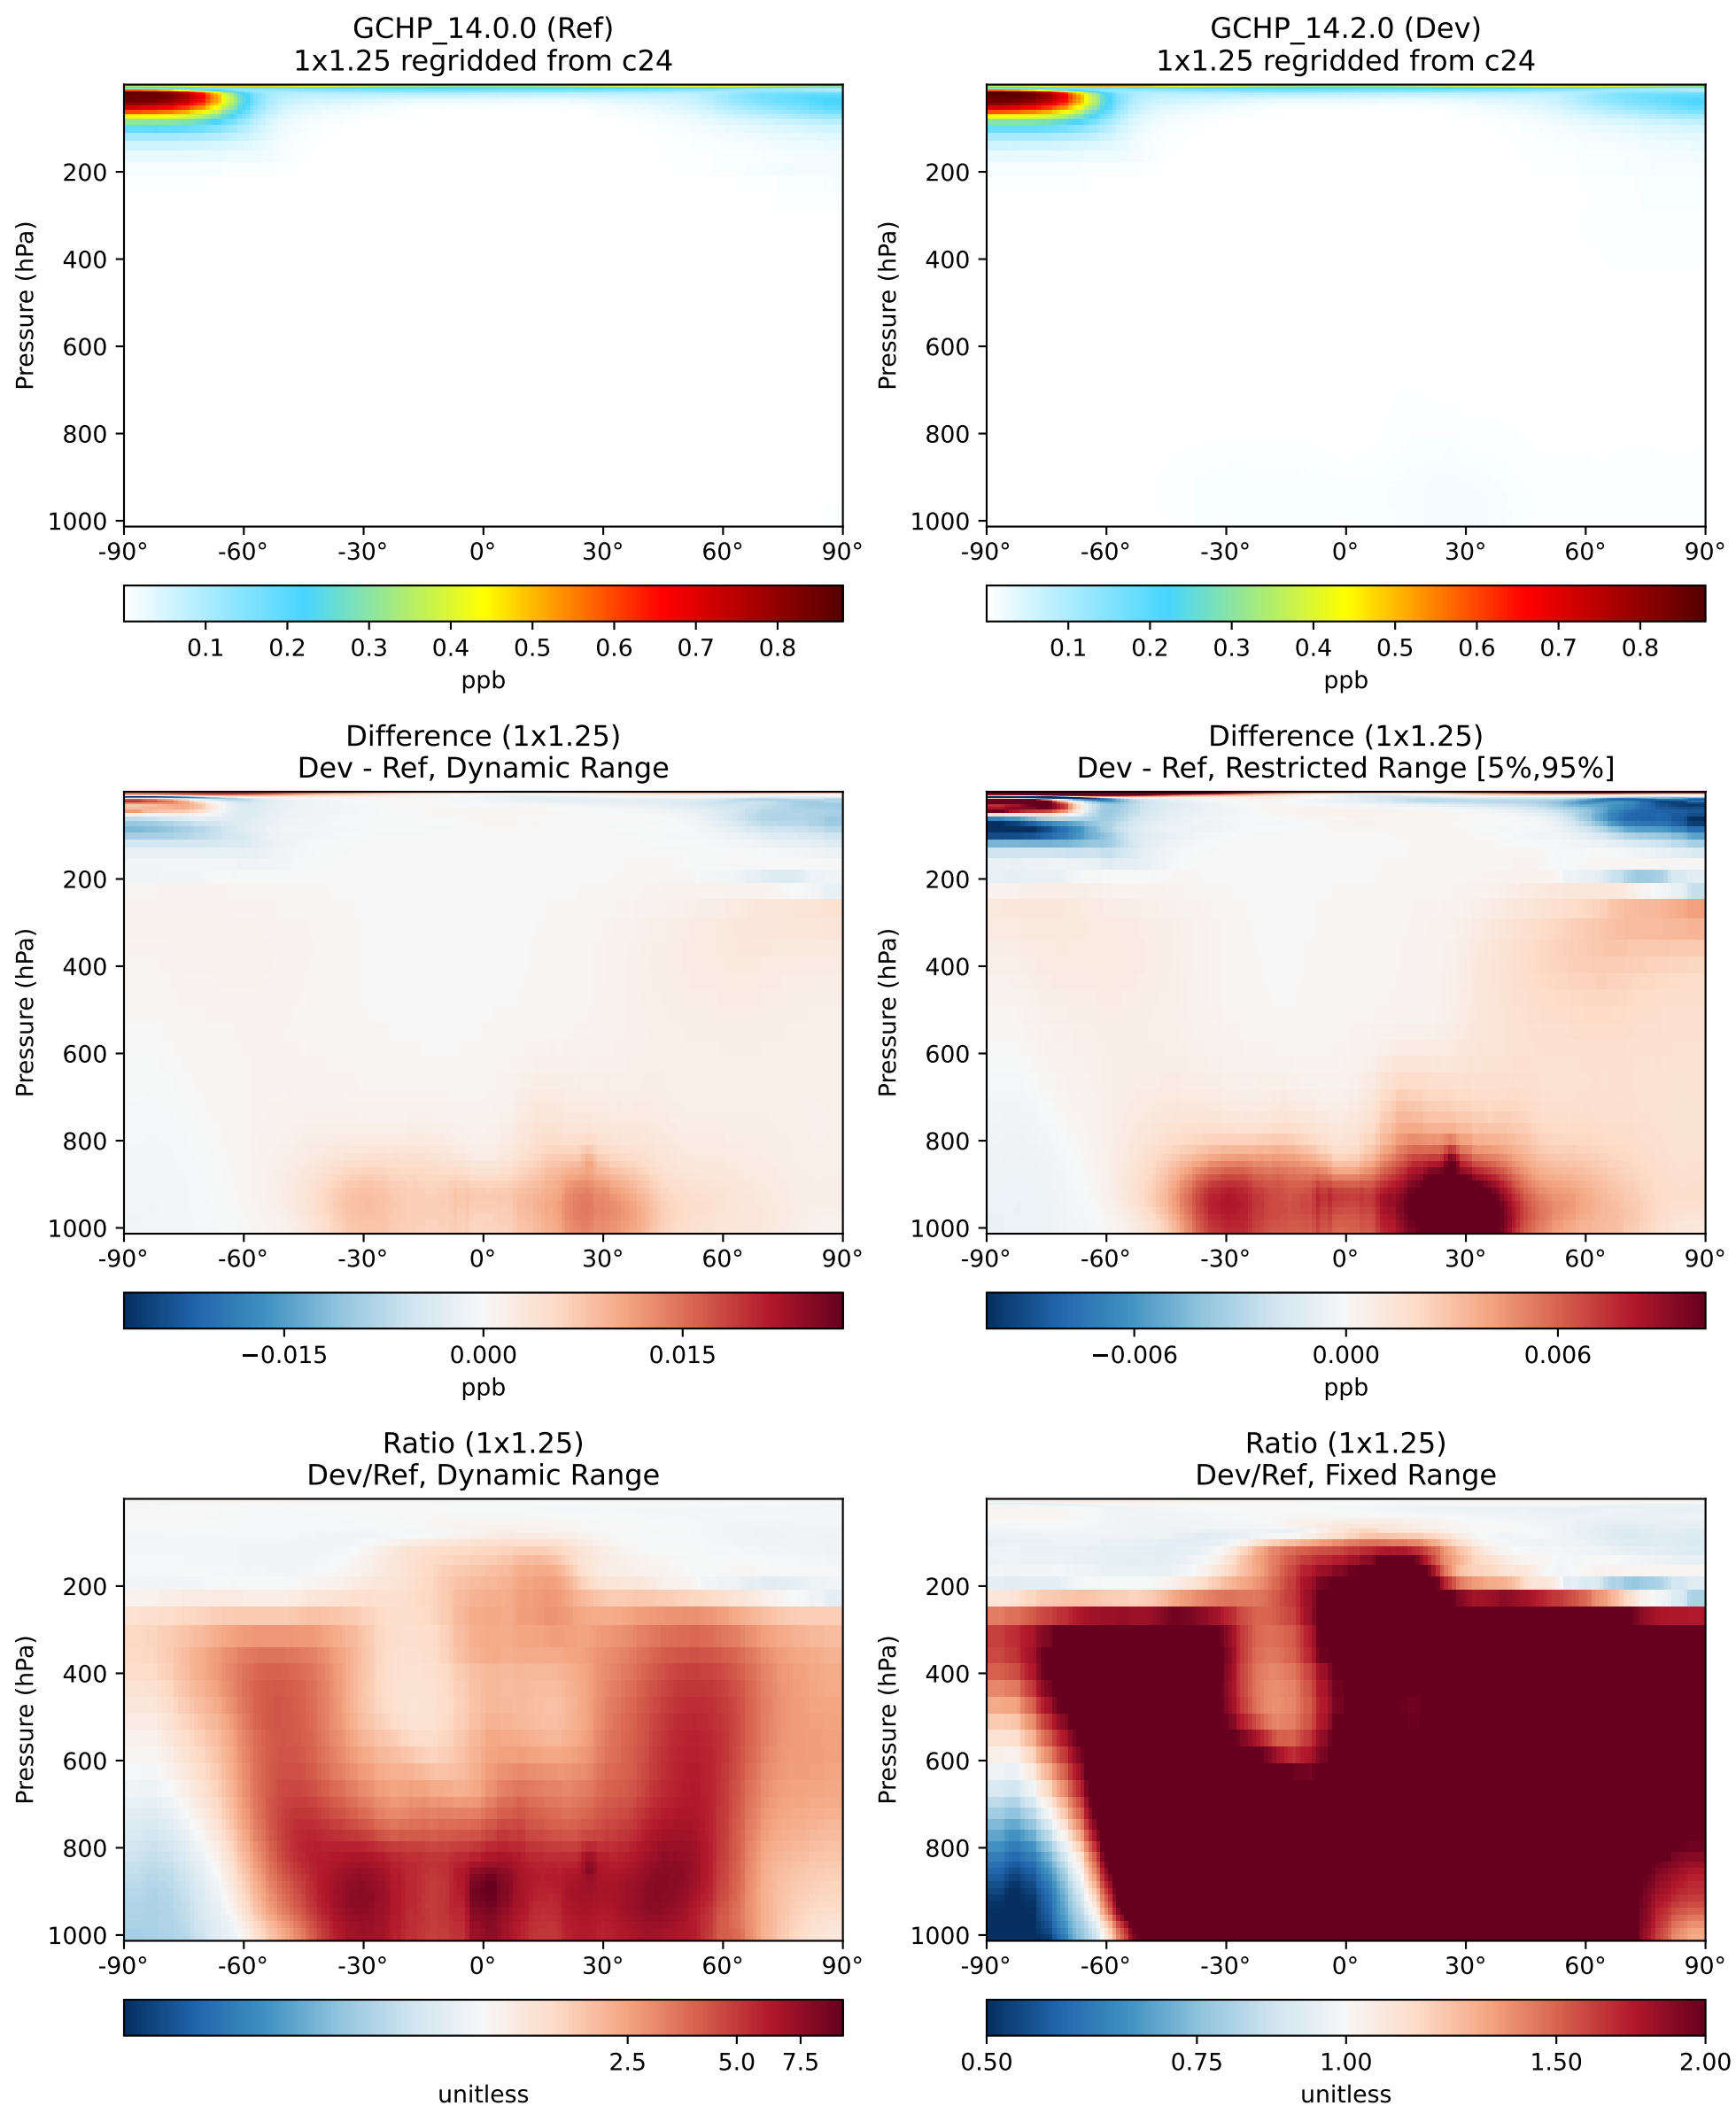 GCHP_14.0.0 (Ref)
1x1.25 regridded from c24
Pressure (hPa)
200
400
600
800
1000
-90° -60° -30° 0° 30° 60° 90°
0.1 0.2 0.3 0.4 0.5 0.6 0.7 0.8
ppb
GCHP_14.2.0 (Dev)
1x1.25 regridded from c24
Pressure (hPa)
200
400
600
800
1000
-90° -60° -30° 0° 30° 60° 90°
0.1 0.2 0.3 0.4 0.5 0.6 0.7 0.8
ppb
Difference (1x1.25)
Dev - Ref, Dynamic Range
Pressure (hPa)
200
400
600
800
1000
-90° -60° -30° 0° 30° 60° 90°
−0.015 0.000 0.015
ppb
Difference (1x1.25)
Dev - Ref, Restricted Range [5%,95%]
Pressure (hPa)
200
400
600
800
1000
-90° -60° -30° 0° 30° 60° 90°
−0.006 0.000 0.006
ppb
Ratio (1x1.25)
Dev/Ref, Dynamic Range
Pressure (hPa)
200
400
600
800
1000
-90° -60° -30° 0° 30° 60° 90°
2.5 5.0 7.5
unitless
Ratio (1x1.25)
Dev/Ref, Fixed Range
Pressure (hPa)
200
400
600
800
1000
-90° -60° -30° 0° 30° 60° 90°
0.50 0.75 1.00 1.50 2.00
unitless